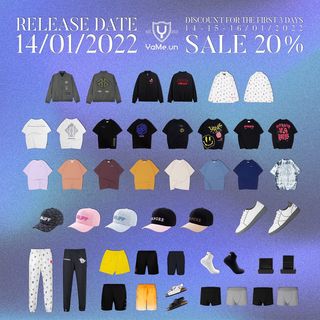 RELEASE DATE
14/01/2022
YaMe.vn
DISCOUNT FOR THE FIRST 3 DAYS
14-15-16/01/2022
SALE 20%